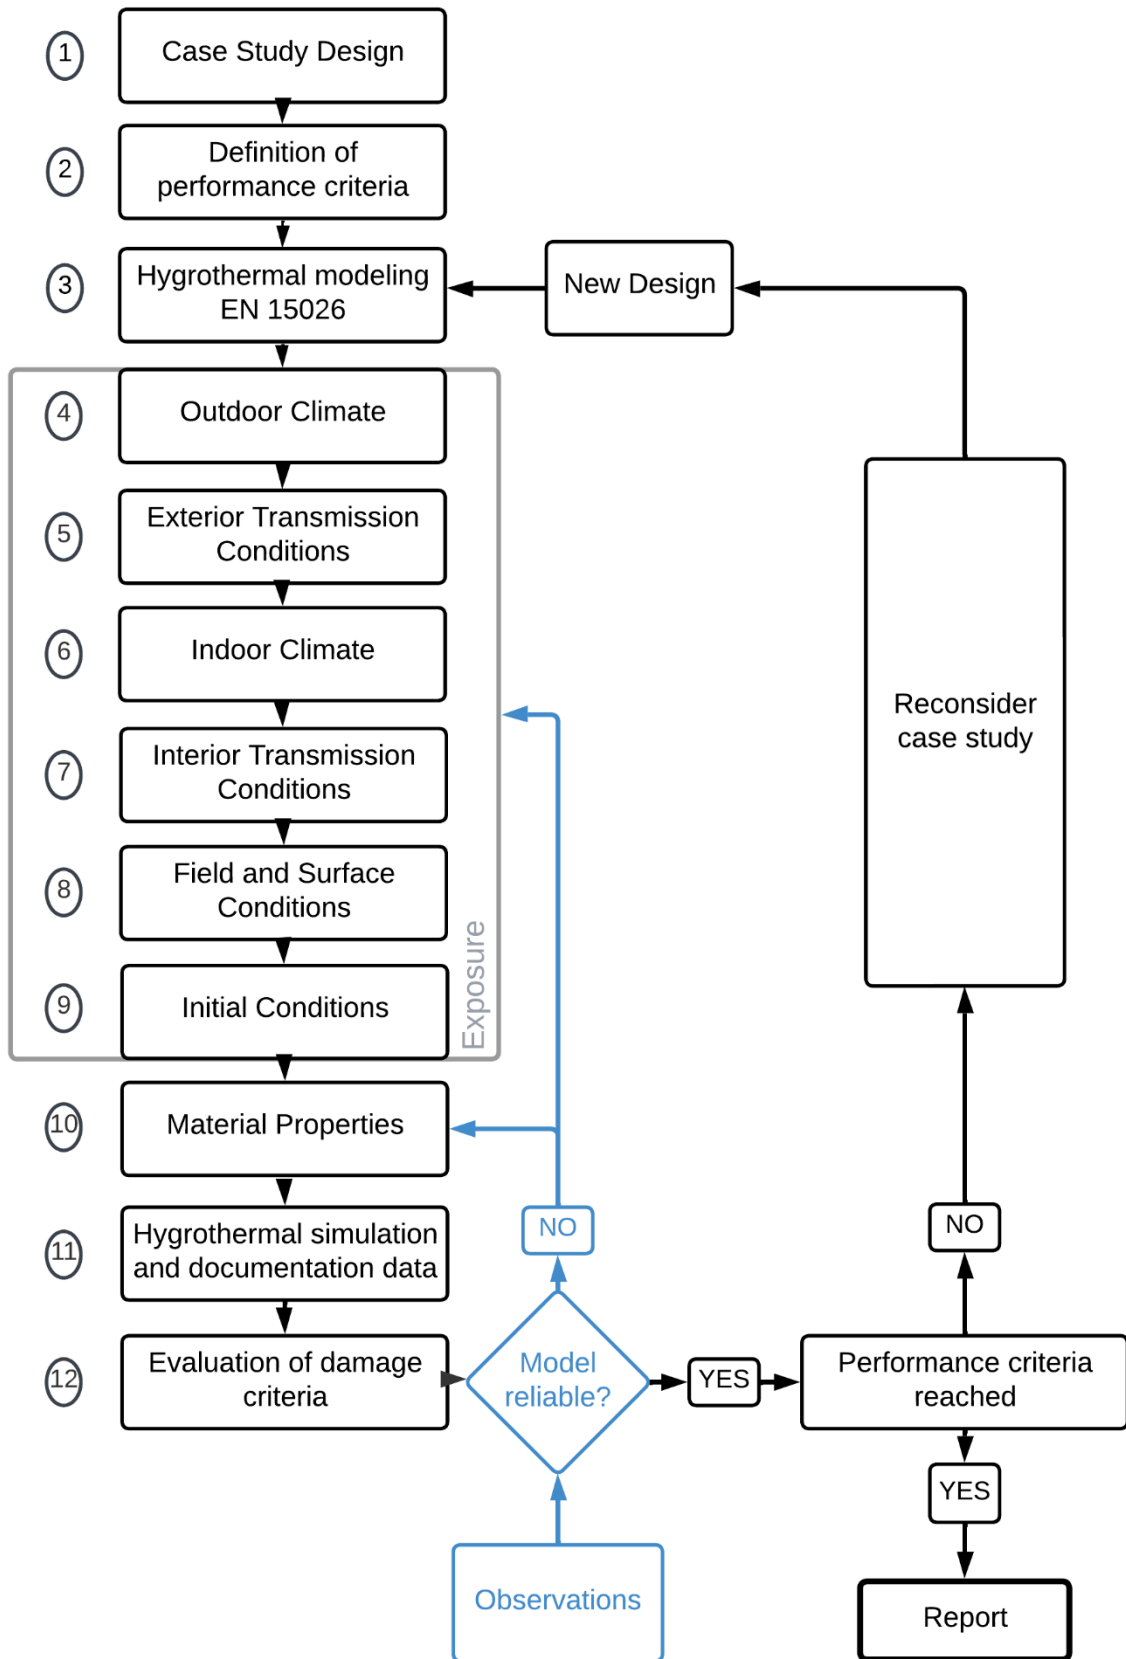 1
Case Study Design
2
Definition of
performance criteria
3
Hygrothermal modeling
EN 15026
New Design
4
Outdoor Climate
5
Exterior Transmission
Conditions
6
Indoor Climate
7
Interior Transmission
Conditions
8
Field and Surface
Conditions
9
Initial Conditions
Exposure
Reconsider
case study
10
Material Properties
11
Hygrothermal simulation
and documentation data
NO
NO
12
Evaluation of damage
criteria
Model
reliable?
YES
Performance criteria
reached
YES
Observations
Report